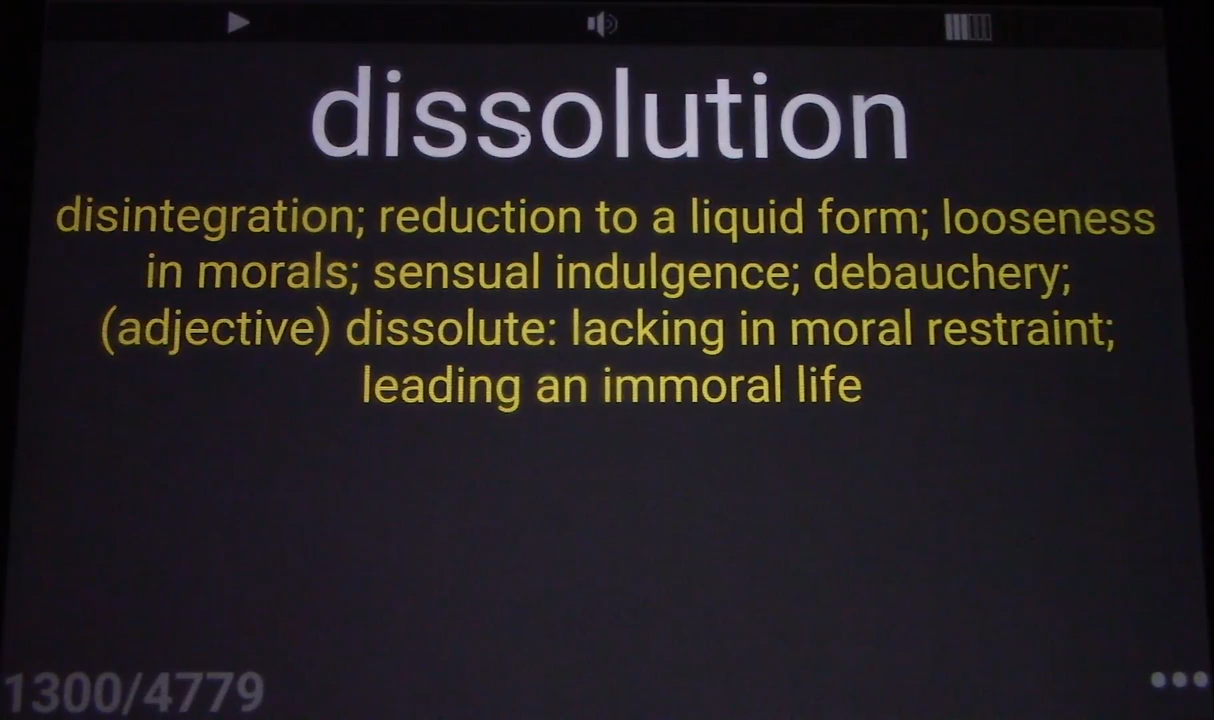 dissolution
disintegration; reduction to a liquid form; looseness
in morals; sensual indulgence; debauchery;
(adjective) dissolute: lacking in moral restraint;
leading an immoral life
1300/4779